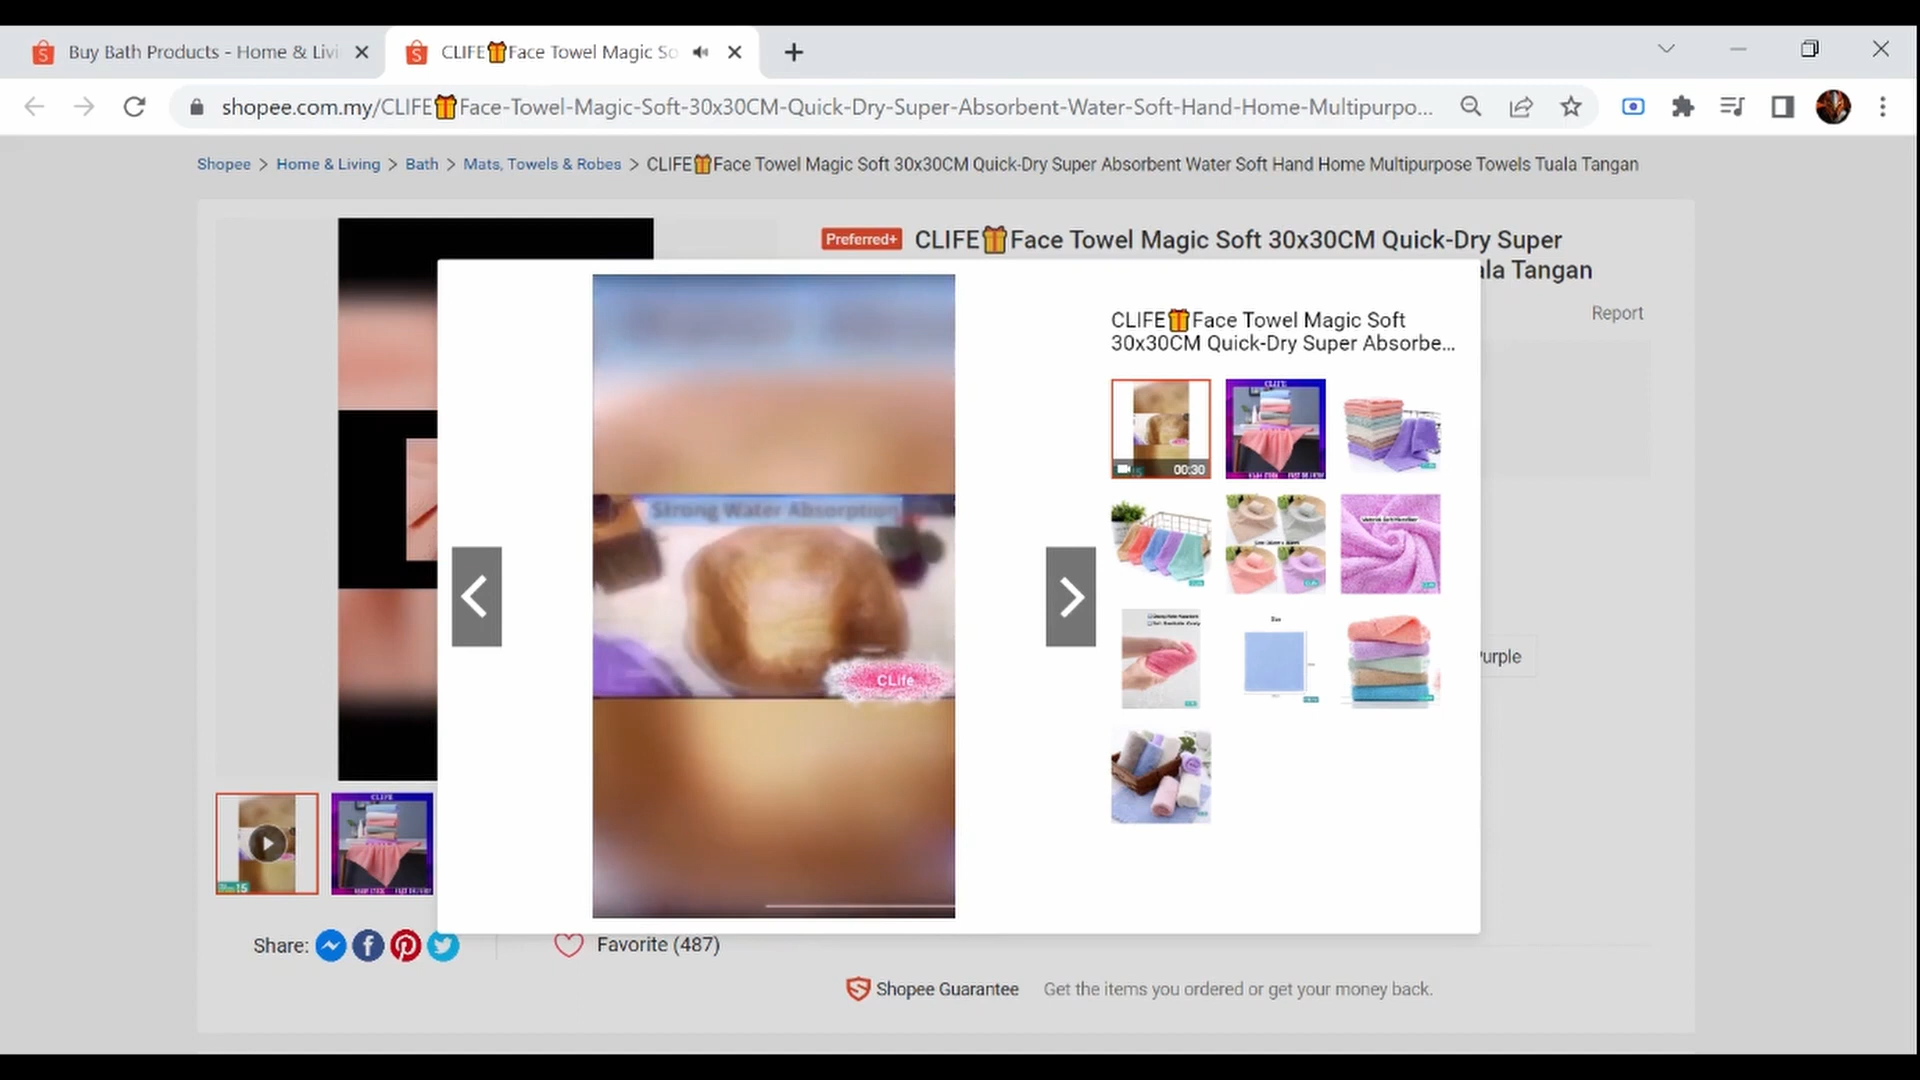 Buy Bath Products - Home & Livi
CLIFE🎁Face Towel Magic So
shopee.com.my/CLIFE🎁Face-Towel-Magic-Soft-30x30CM-Quick-Dry-Super-Absorbent-Water-Soft-Hand-Home-Multipurpo...
Shopee > Home & Living > Bath > Mats, Towels & Robes > CLIFE🎁Face Towel Magic Soft 30x30CM Quick-Dry Super Absorbent Water Soft Hand Home Multipurpose Towels Tuala Tangan
Preferred+ CLIFE🎁Face Towel Magic Soft 30x30CM Quick-Dry Super
ala Tangan
Report
CLIFE🎁Face Towel Magic Soft
30x30CM Quick-Dry Super Absorbe...
CLIFE
00:30
Strong Water Absorption
CLife
Size
Purple
CLIFE
15
Share:
Favorite (487)
Shopee Guarantee Get the items you ordered or get your money back.